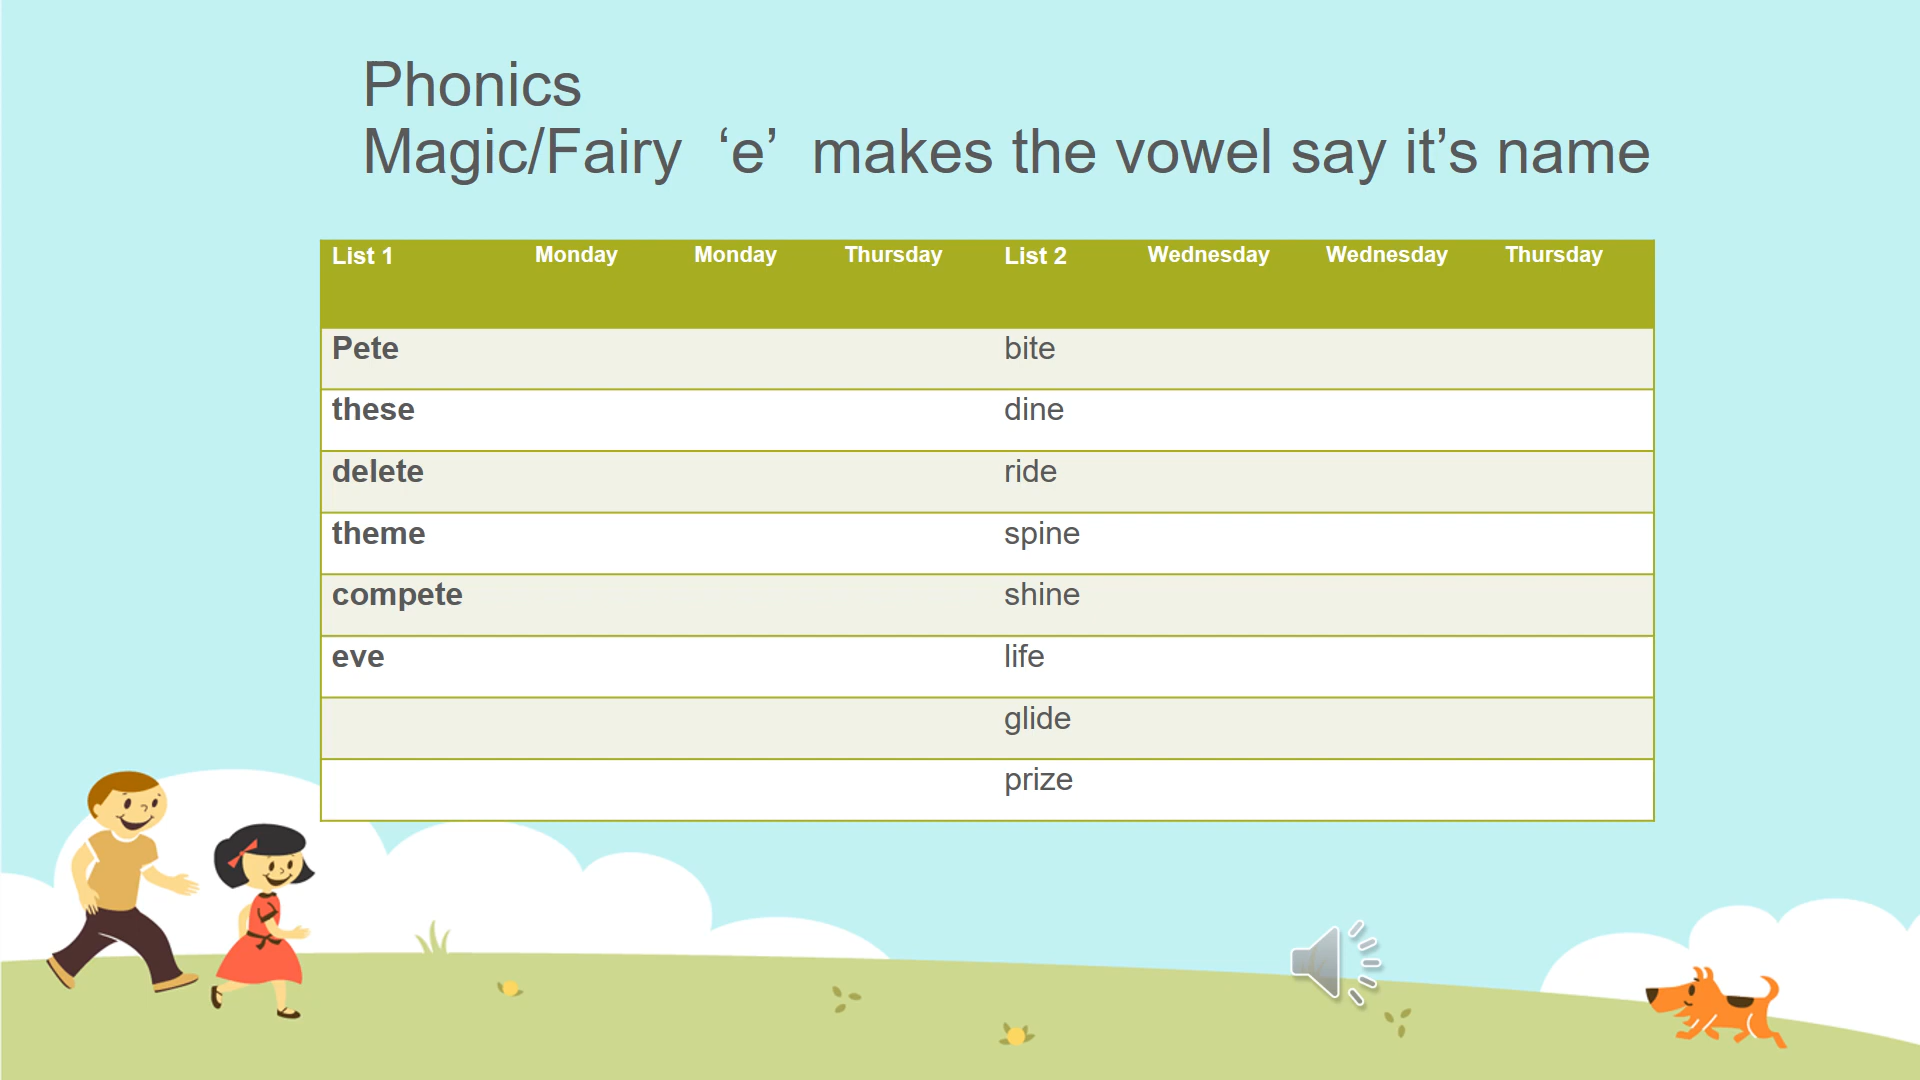 Phonics
Magic/Fairy ‘e’ makes the vowel say it’s name
List 1 Monday Monday Thursday List 2 Wednesday Wednesday Thursday
Pete bite
these dine
delete ride
theme spine
compete shine
eve life
glide
prize